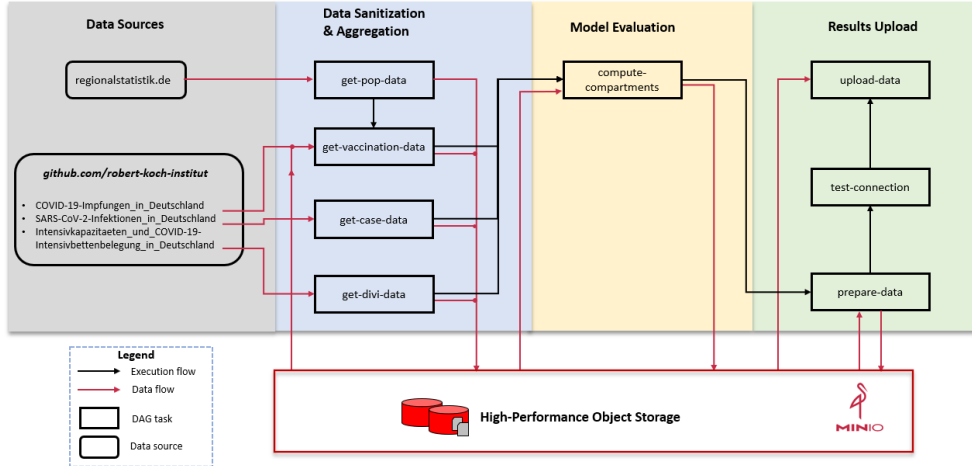 Data Sources
Data Sanitization
& Aggregation
Model Evaluation
Results Upload
regionalstatistik.de
get-pop-data
compute-
compartments
upload-data
get-vaccination-data
github.com/robert-koch-institut
• COVID-19-Impfungen_in_Deutschland
• SARS-CoV-2-Infektionen_in_Deutschland
• Intensivkapazitaeten_und_COVID-19-
Intensivbettenbelegung_in_Deutschland
test-connection
get-case-data
get-divi-data
prepare-data
Legend
Execution flow
Data flow
DAG task
Data source
High-Performance Object Storage
MINIO